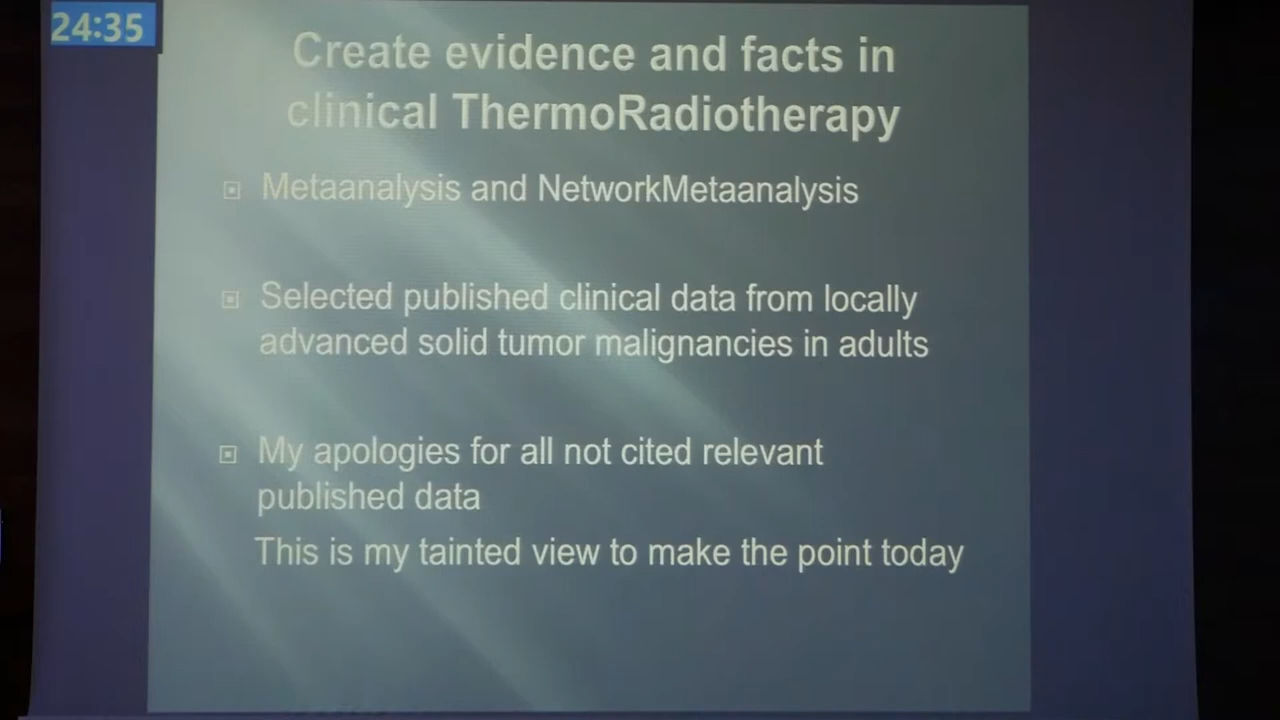 24:35
Create evidence and facts in
clinical ThermoRadiotherapy
Metaanalysis and NetworkMetaanalysis
Selected published clinical data from locally
advanced solid tumor malignancies in adults
My apologies for all not cited relevant
published data
This is my tainted view to make the point today